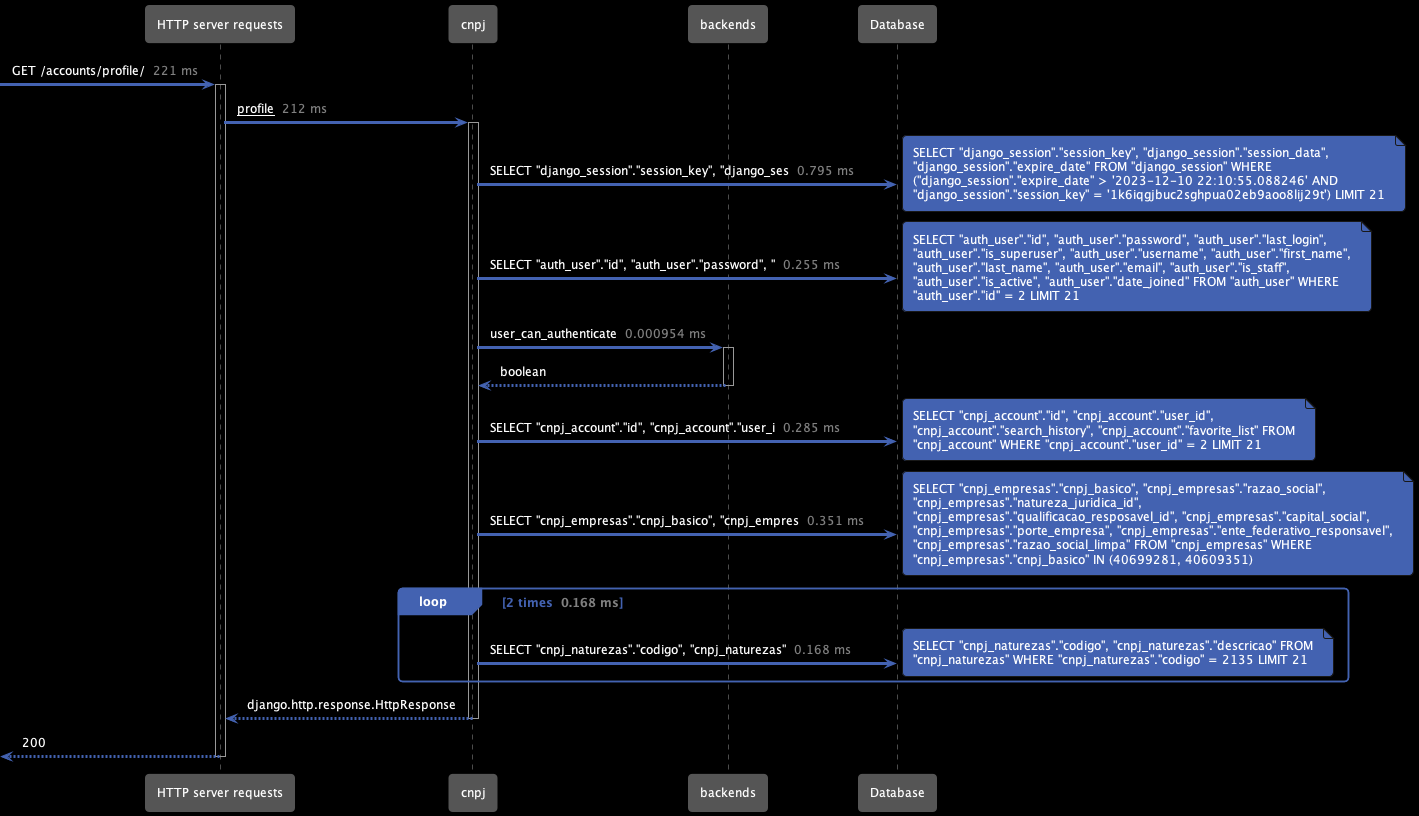 HTTP server requests
cnpj
backends
Database
GET /accounts/profile/ 221 ms
profile 212 ms
SELECT "django_session"."session_key", "django_ses 0.795 ms
SELECT "django_session"."session_key", "django_session"."session_data",
"django_session"."expire_date" FROM "django_session" WHERE
("django_session"."expire_date" > '2023-12-10 22:10:55.088246' AND
"django_session"."session_key" = '1k6iqgjbuc2sghpua02eb9aoo8lij29t') LIMIT 21
SELECT "auth_user"."id", "auth_user"."password", " 0.255 ms
SELECT "auth_user"."id", "auth_user"."password", "auth_user"."last_login",
"auth_user"."is_superuser", "auth_user"."username", "auth_user"."first_name",
"auth_user"."last_name", "auth_user"."email", "auth_user"."is_staff",
"auth_user"."is_active", "auth_user"."date_joined" FROM "auth_user" WHERE
"auth_user"."id" = 2 LIMIT 21
user_can_authenticate 0.000954 ms
boolean
SELECT "cnpj_account"."id", "cnpj_account"."user_i 0.285 ms
SELECT "cnpj_account"."id", "cnpj_account"."user_id",
"cnpj_account"."search_history", "cnpj_account"."favorite_list" FROM
"cnpj_account" WHERE "cnpj_account"."user_id" = 2 LIMIT 21
SELECT "cnpj_empresas"."cnpj_basico", "cnpj_empres 0.351 ms
SELECT "cnpj_empresas"."cnpj_basico", "cnpj_empresas"."razao_social",
"cnpj_empresas"."natureza_juridica_id",
"cnpj_empresas"."qualificacao_resposavel_id", "cnpj_empresas"."capital_social",
"cnpj_empresas"."porte_empresa", "cnpj_empresas"."ente_federativo_responsavel",
"cnpj_empresas"."razao_social_limpa" FROM "cnpj_empresas" WHERE
"cnpj_empresas"."cnpj_basico" IN (40699281, 40609351)
loop
[2 times 0.168 ms]
SELECT "cnpj_naturezas"."codigo", "cnpj_naturezas" 0.168 ms
SELECT "cnpj_naturezas"."codigo", "cnpj_naturezas"."descricao" FROM
"cnpj_naturezas" WHERE "cnpj_naturezas"."codigo" = 2135 LIMIT 21
django.http.response.HttpResponse
200
HTTP server requests
cnpj
backends
Database